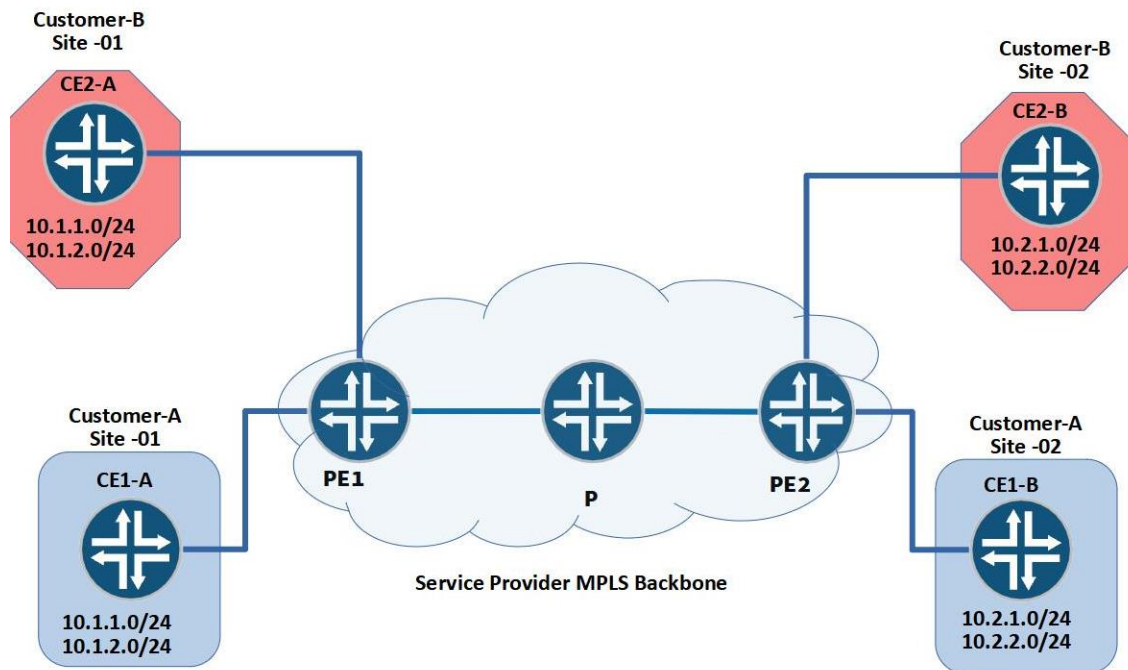 Customer-B
Site -01
CE2-A
10.1.1.0/24
10.1.2.0/24
Customer-B
Site -02
CE2-B
10.2.1.0/24
10.2.2.0/24
Customer-A
Site -01
CE1-A
10.1.1.0/24
10.1.2.0/24
PE1
P
PE2
Customer-A
Site -02
CE1-B
10.2.1.0/24
10.2.2.0/24
Service Provider MPLS Backbone